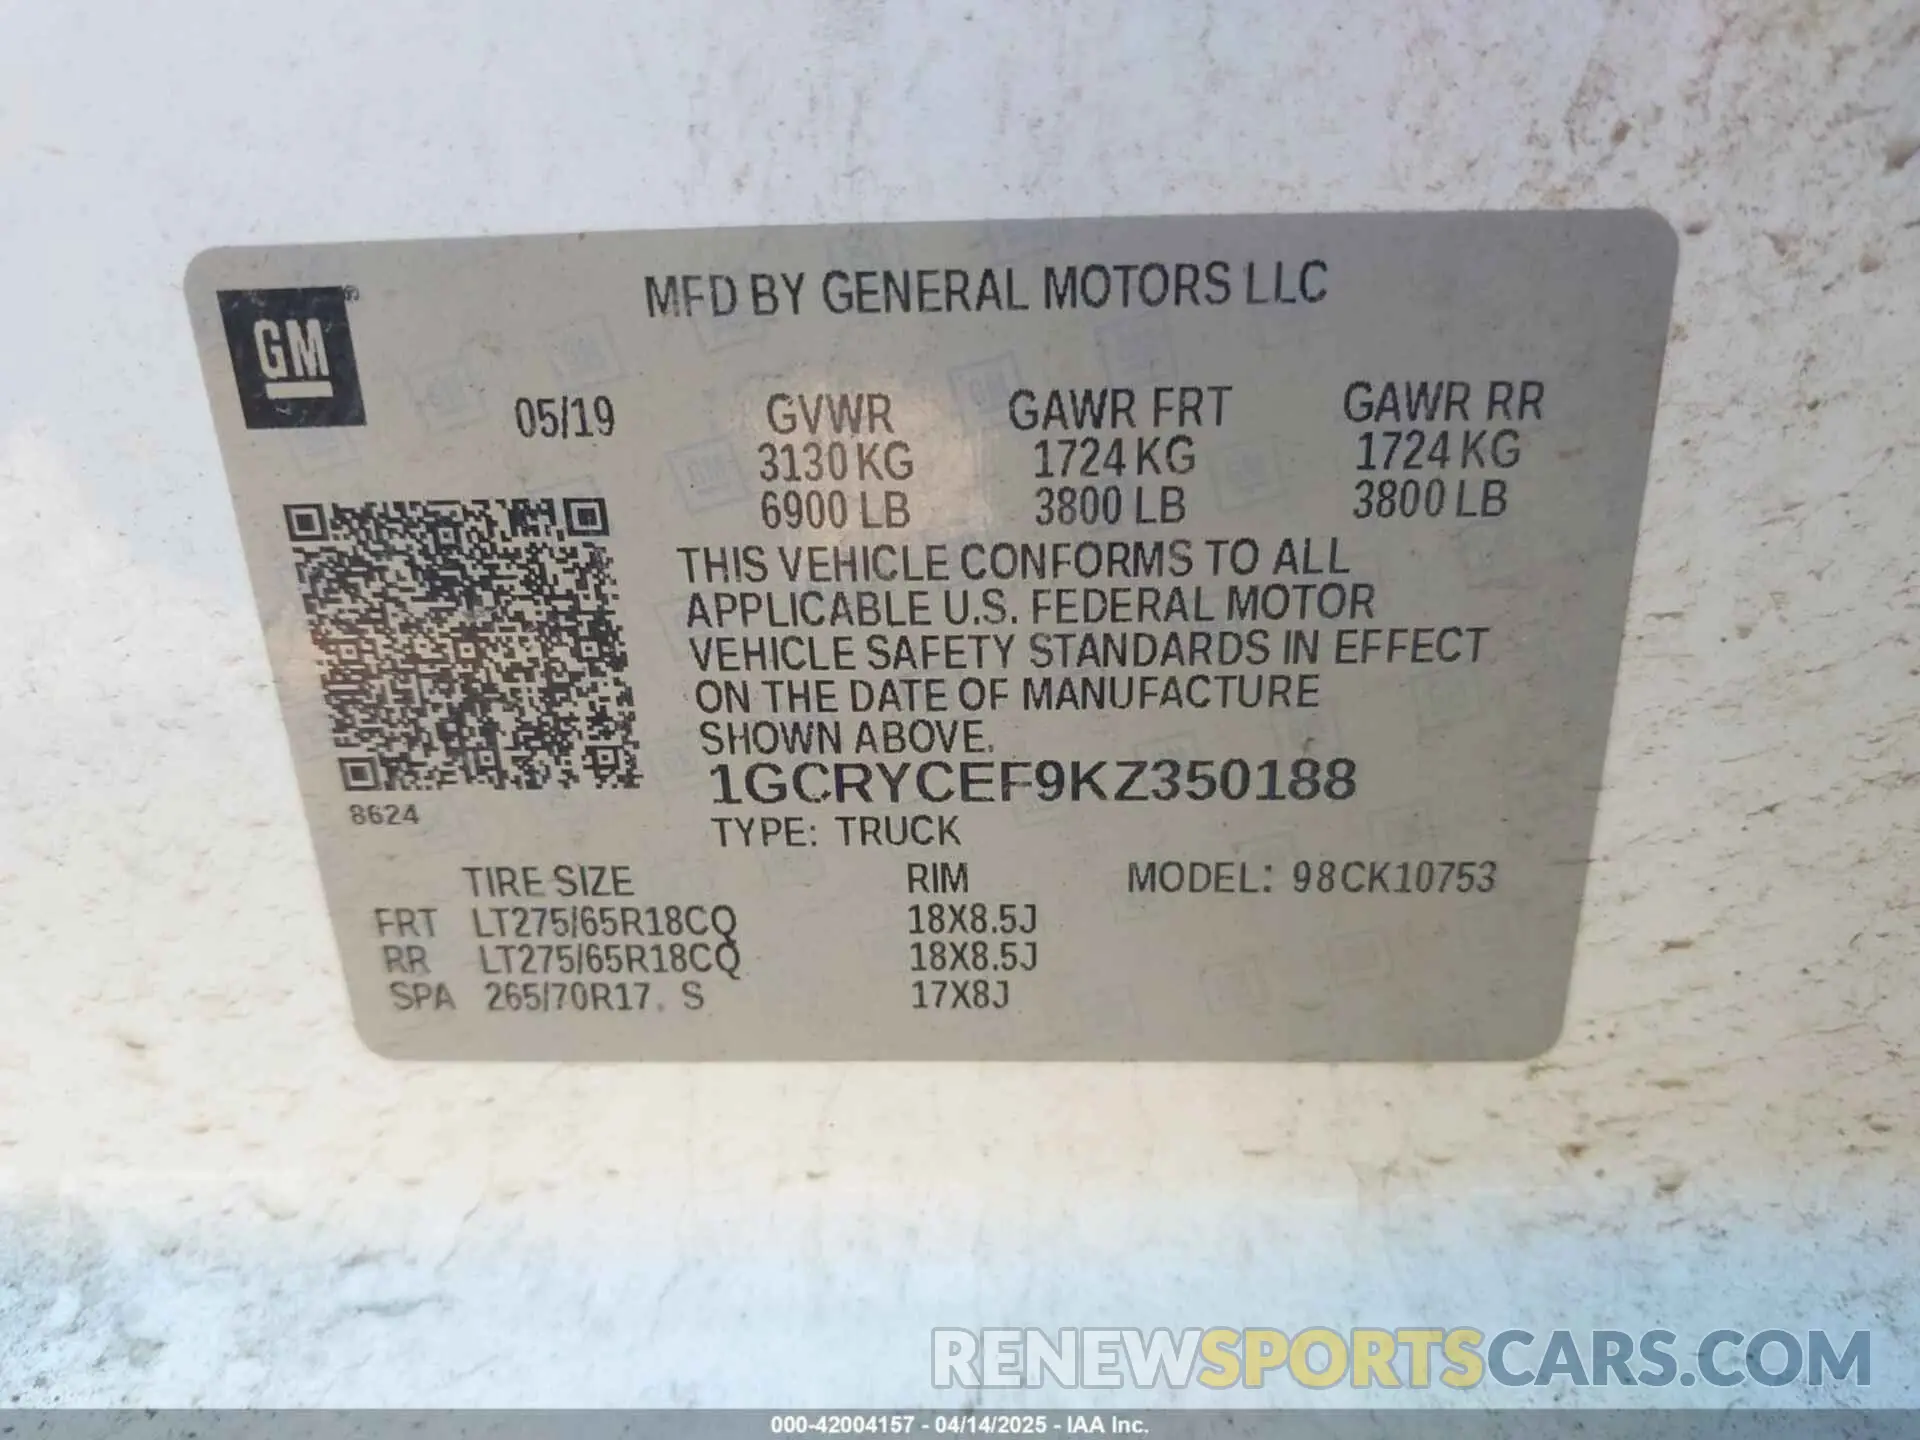 MFD BY GENERAL MOTORS LLC
GM
05/19 GVWR GAWR FRT GAWR RR
3130 KG 1724 KG 1724 KG
6900 LB 3800 LB 3800 LB
THIS VEHICLE CONFORMS TO ALL
APPLICABLE U.S. FEDERAL MOTOR
VEHICLE SAFETY STANDARDS IN EFFECT
ON THE DATE OF MANUFACTURE
SHOWN ABOVE.
1GCRYCEF9KZ350188
8624
TYPE: TRUCK
TIRE SIZE RIM MODEL: 98CK10753
FRT LT275/65R18CQ 18X8.5J
RR LT275/65R18CQ 18X8.5J
SPA 265/70R17. S 17X8J
RENEWSPORTSCARS.COM
000-42004157 - 04/14/2025 - IAA Inc.